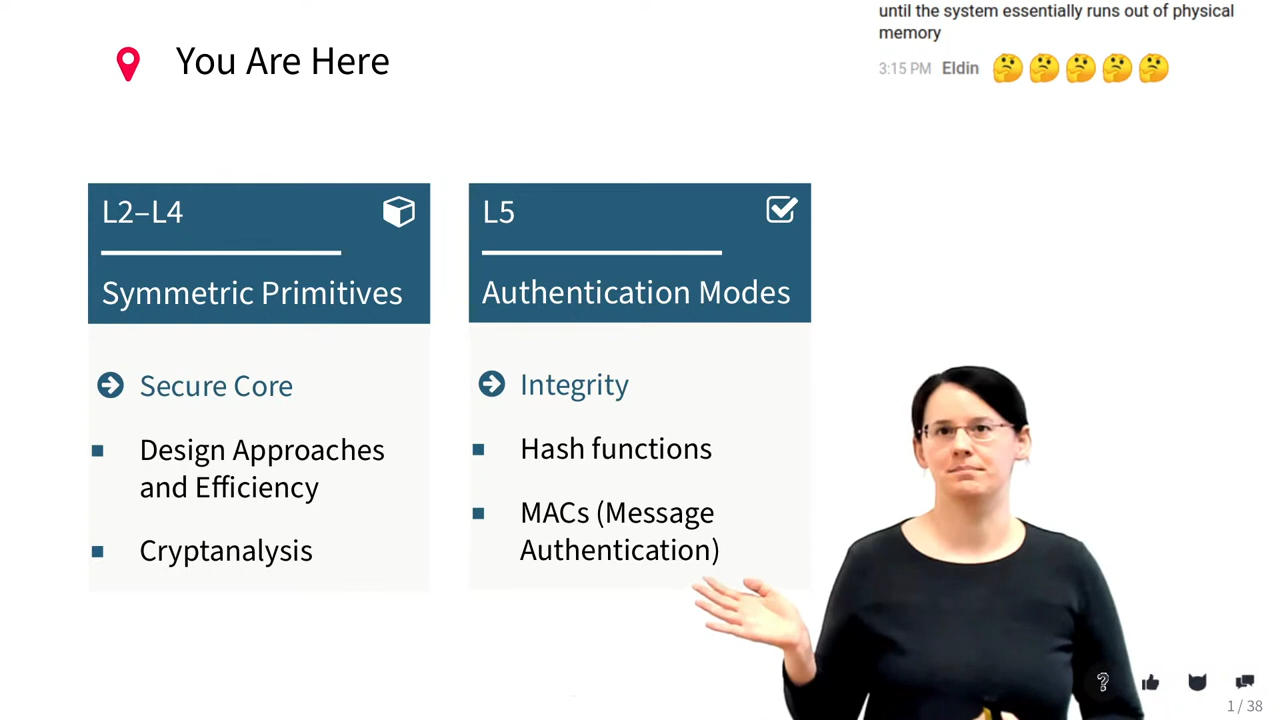 until the system essentially runs out of physical
memory
3:15 PM Eldin 🤔🤔🤔🤔🤔
You Are Here
L2–L4
Symmetric Primitives
Secure Core
Design Approaches
and Efficiency
Cryptanalysis
L5
Authentication Modes
Integrity
Hash functions
MACs (Message
Authentication)
1 / 38